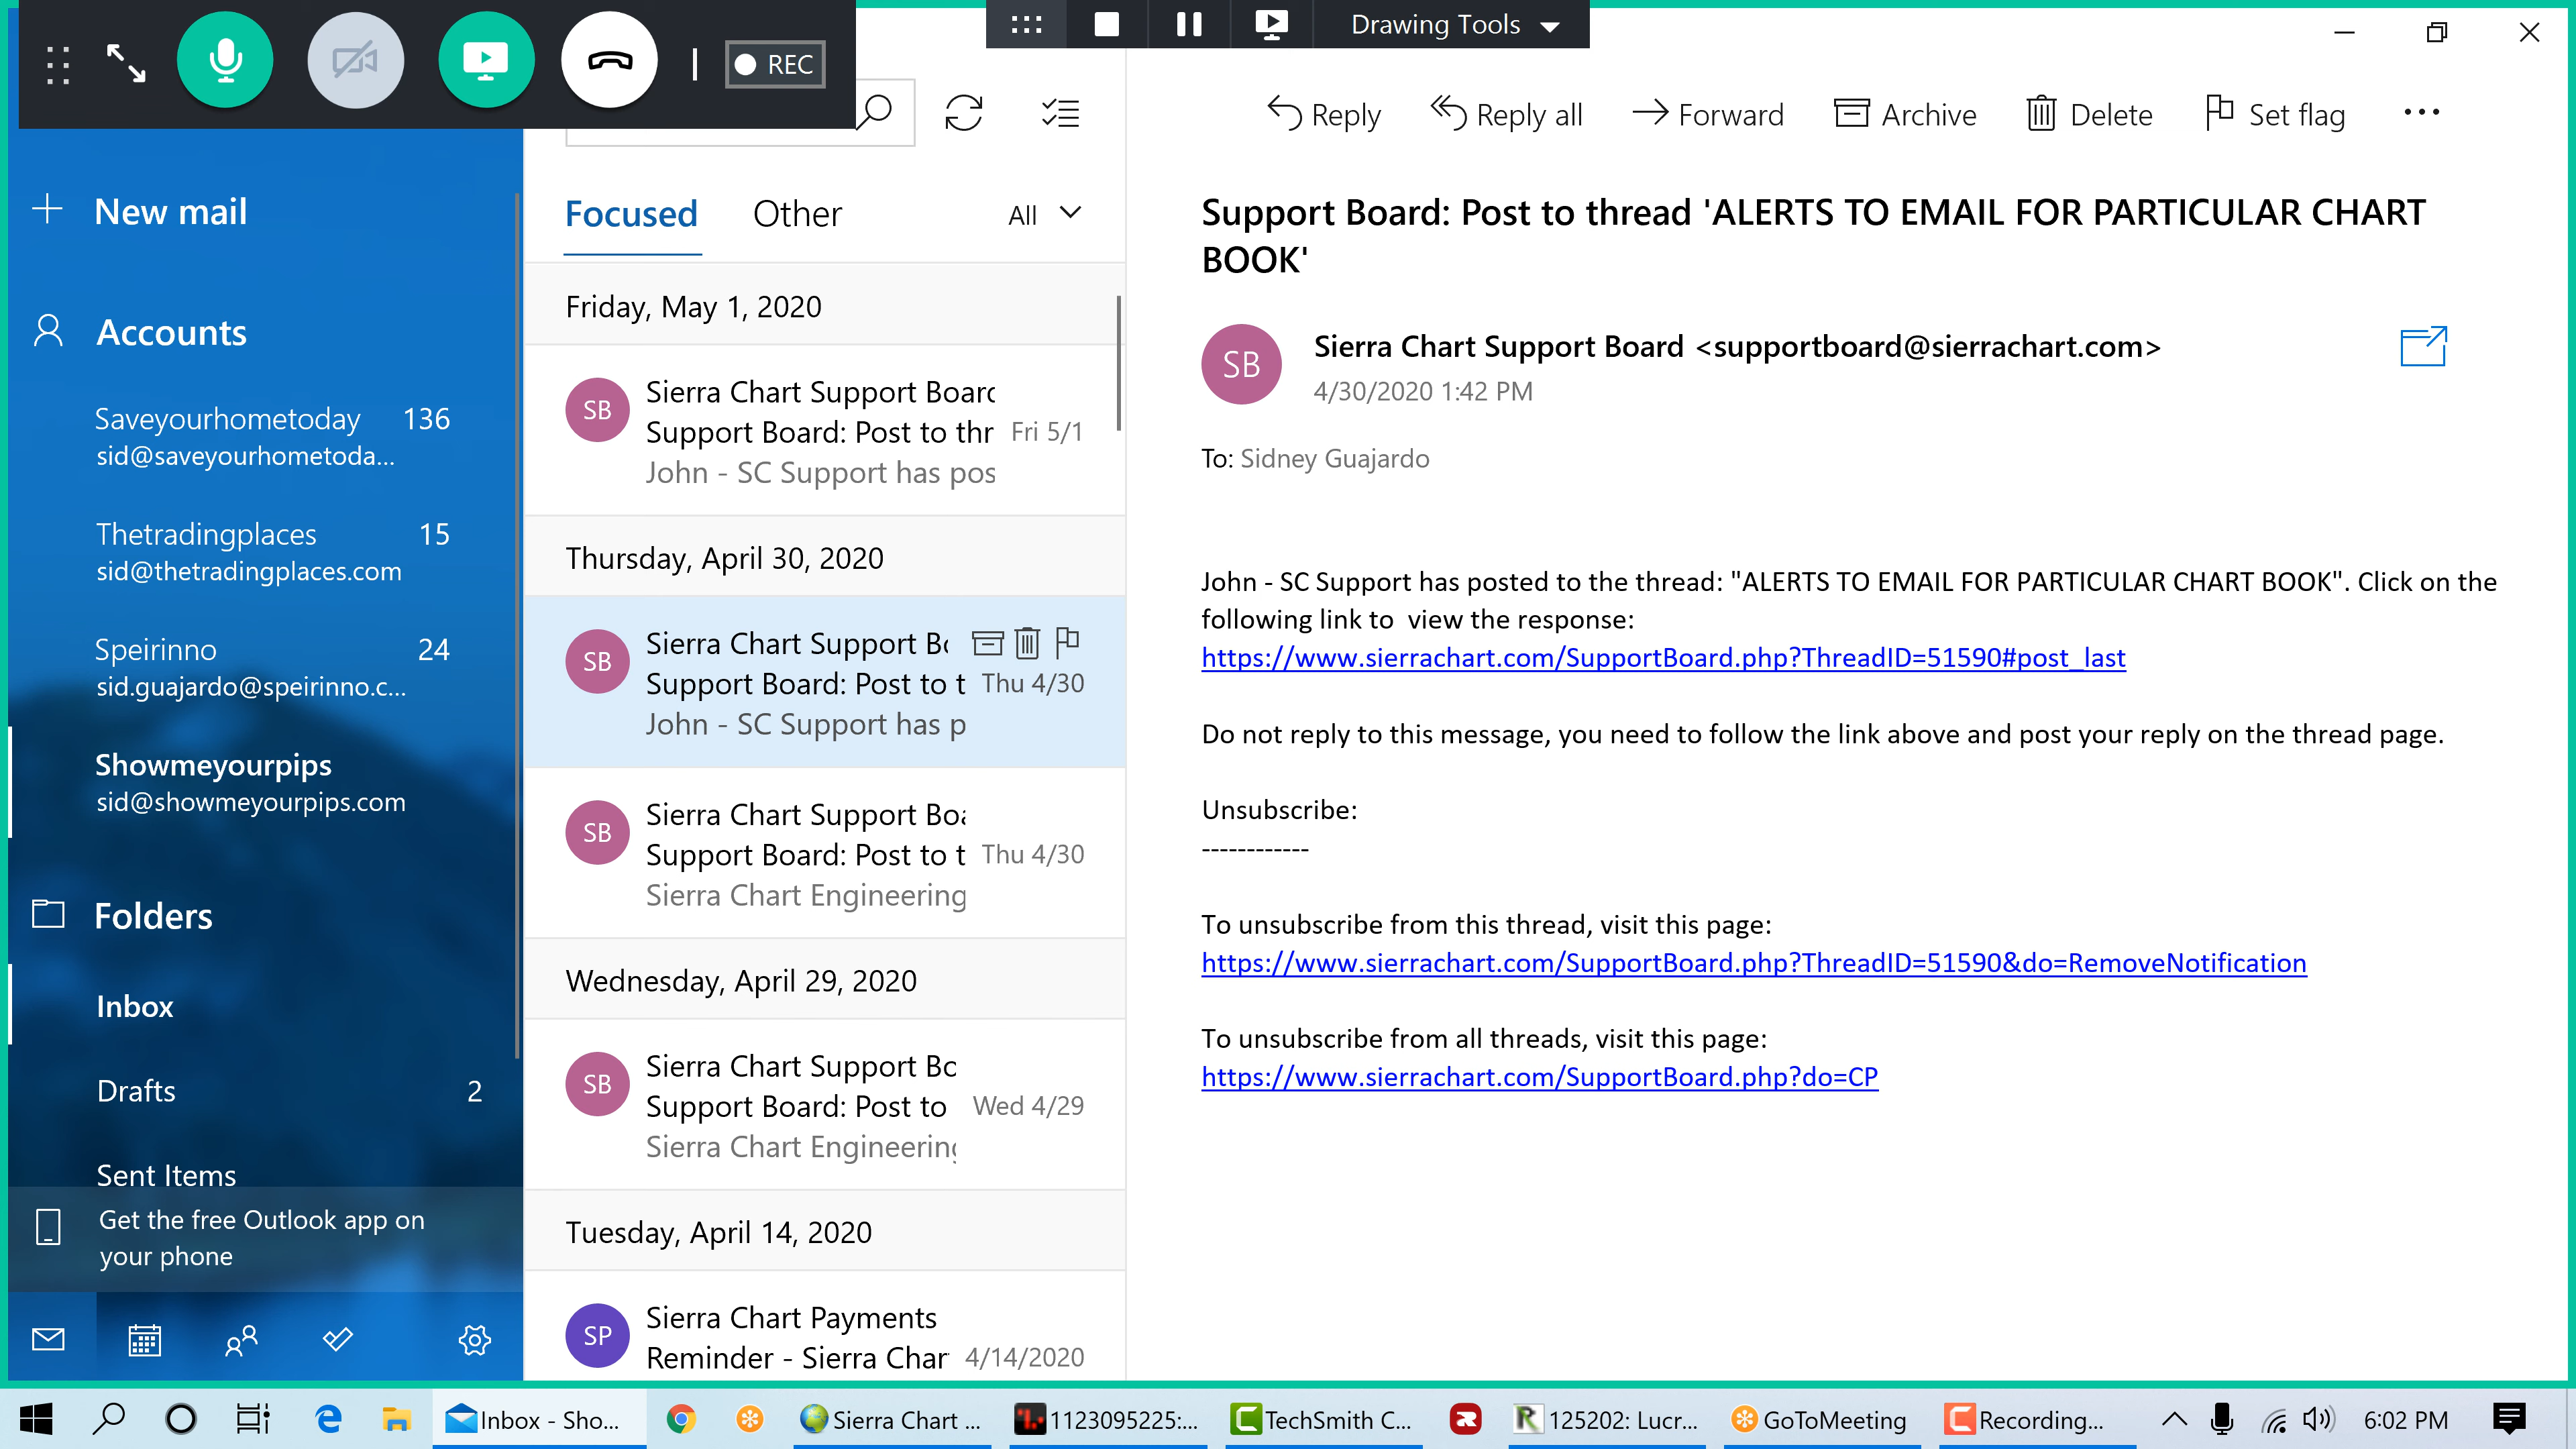 REC
Drawing Tools
New mail
Accounts
Saveyourhometoday 136
sid@saveyourhometoda...
Thetradingplaces 15
sid@thetradingplaces.com
Speirinno 24
sid.guajardo@speirinno.c...
Showmeyourpips
sid@showmeyourpips.com
Folders
Inbox
Drafts 2
Sent Items
Get the free Outlook app on
your phone
Focused Other All
Friday, May 1, 2020
SB
Sierra Chart Support Board
Support Board: Post to thr Fri 5/1
John - SC Support has pos
Thursday, April 30, 2020
SB
Sierra Chart Support Bo
Support Board: Post to t Thu 4/30
John - SC Support has p
SB
Sierra Chart Support Boa
Support Board: Post to t Thu 4/30
Sierra Chart Engineering
Wednesday, April 29, 2020
SB
Sierra Chart Support Bo
Support Board: Post to Wed 4/29
Sierra Chart Engineering
Tuesday, April 14, 2020
SP
Sierra Chart Payments
Reminder - Sierra Char 4/14/2020
Reply Reply all Forward Archive Delete Set flag
Support Board: Post to thread 'ALERTS TO EMAIL FOR PARTICULAR CHART
BOOK'
SB
Sierra Chart Support Board <supportboard@sierrachart.com>
4/30/2020 1:42 PM
To: Sidney Guajardo
John - SC Support has posted to the thread: "ALERTS TO EMAIL FOR PARTICULAR CHART BOOK". Click on the
following link to  view the response:
https://www.sierrachart.com/SupportBoard.php?ThreadID=51590#post_last
Do not reply to this message, you need to follow the link above and post your reply on the thread page.
Unsubscribe:
------------
To unsubscribe from this thread, visit this page:
https://www.sierrachart.com/SupportBoard.php?ThreadID=51590&do=RemoveNotification
To unsubscribe from all threads, visit this page:
https://www.sierrachart.com/SupportBoard.php?do=CP
Inbox - Sho... Sierra Chart ... 1123095225:... TechSmith C... 125202: Lucr... GoToMeeting Recording... 6:02 PM